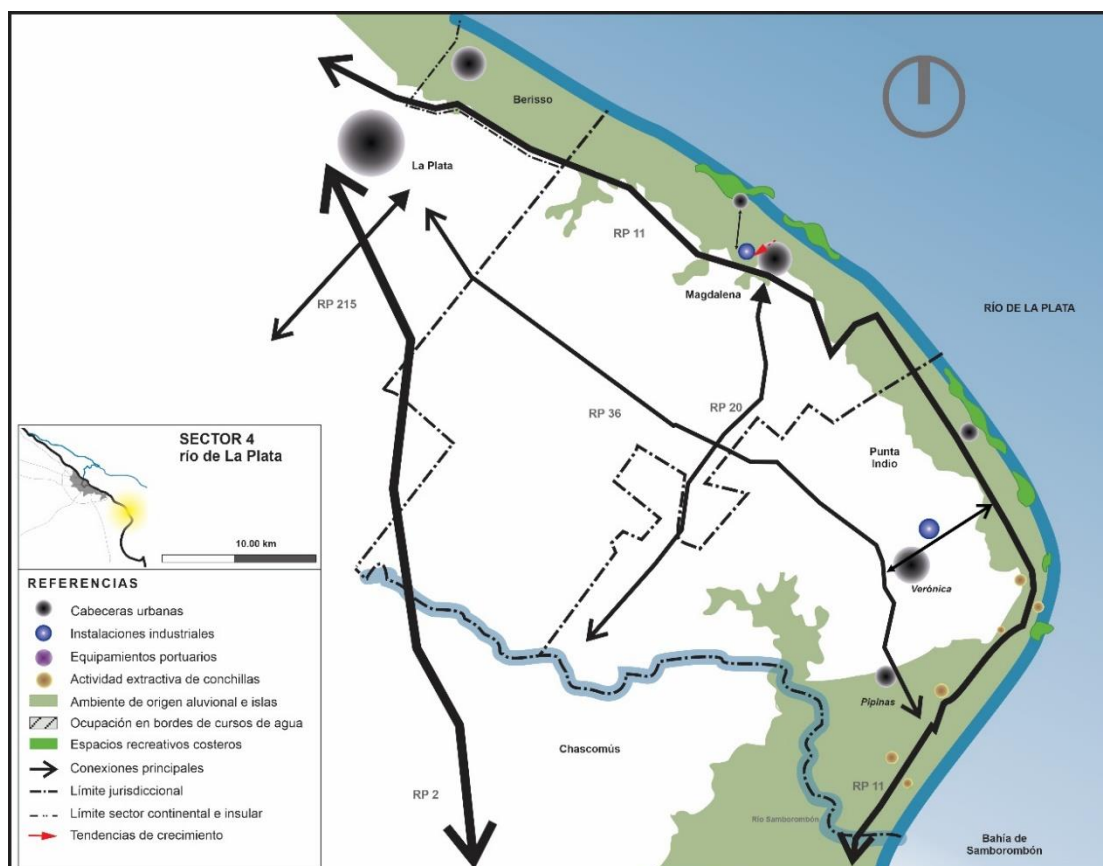 Berisso
La Plata
RP 11
RP 215
Magdalena
RÍO DE LA PLATA
RP 36
RP 20
Punta
Indio
SECTOR 4
río de La Plata
10.00 km
Verónica
Pipinas
Chascomús
RP 2
RP 11
Río Samborombón
Bahía de
Samborombón
REFERENCIAS
Cabeceras urbanas
Instalaciones industriales
Equipamientos portuarios
Actividad extractiva de conchillas
Ambiente de origen aluvional e islas
Ocupación en bordes de cursos de agua
Espacios recreativos costeros
Conexiones principales
Límite jurisdiccional
Límite sector continental e insular
Tendencias de crecimiento